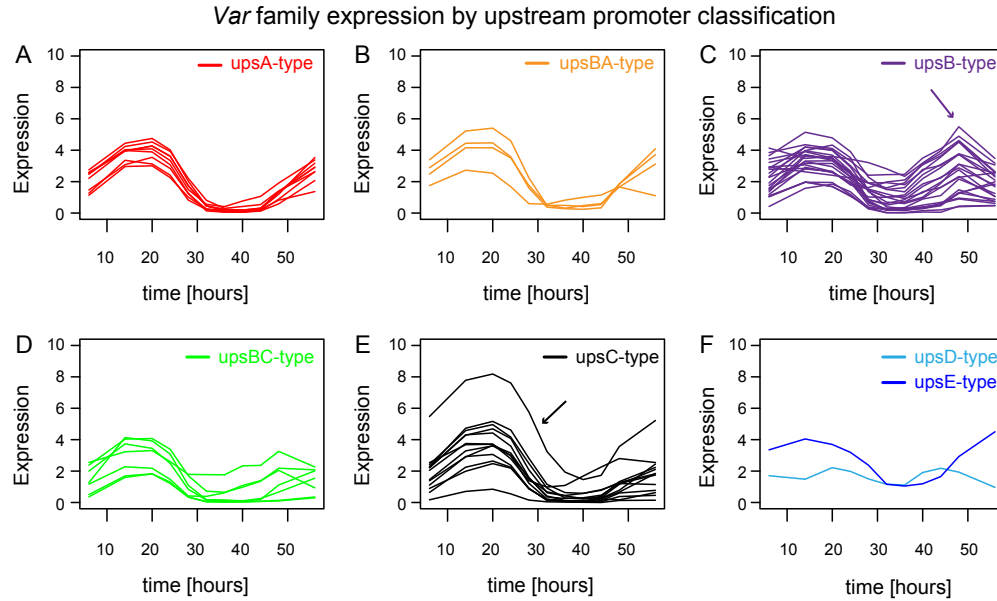 Var family expression by upstream promoter classification
A
upsA-type
Expression
0 2 4 6 8 10
10 20 30 40 50
time [hours]
B
upsBA-type
Expression
0 2 4 6 8 10
10 20 30 40 50
time [hours]
C
upsB-type
Expression
0 2 4 6 8 10
10 20 30 40 50
time [hours]
D
upsBC-type
Expression
0 2 4 6 8 10
10 20 30 40 50
time [hours]
E
upsC-type
Expression
0 2 4 6 8 10
10 20 30 40 50
time [hours]
F
upsD-type
upsE-type
Expression
0 2 4 6 8 10
10 20 30 40 50
time [hours]